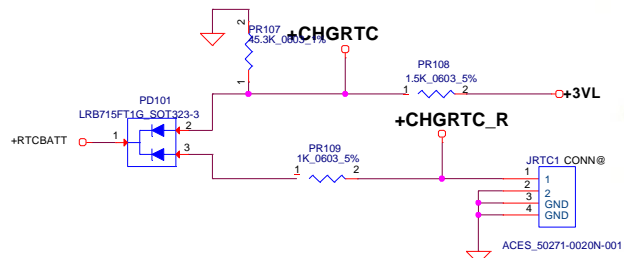 2
PR107
45.3K_0603_1%
1
+CHGRTC
PR108
1.5K_0603_5%
1
2
+3VL
PD101
LRB715FT1G_SOT323-3
+RTCBATT
1
2
3
+CHGRTC_R
PR109
1K_0603_5%
1
2
JRTC1 CONN@
1
1
2
2
3
GND
4
GND
ACES_50271-0020N-001